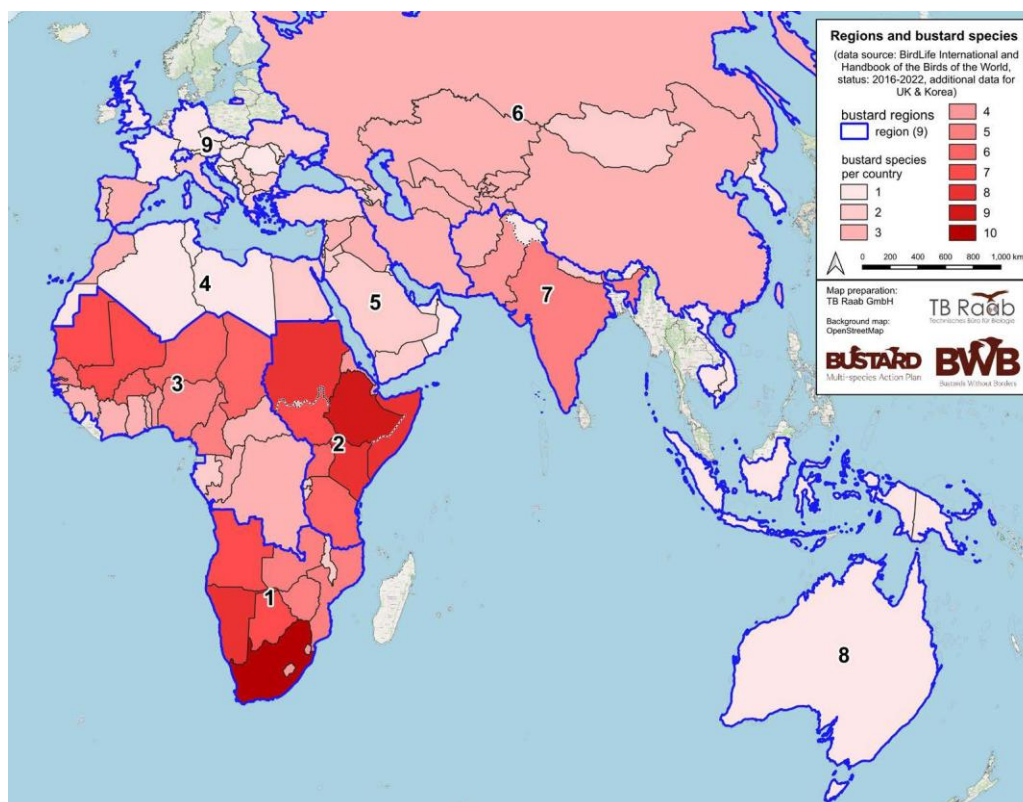 Regions and bustard species
(data source: BirdLife International and
Handbook of the Birds of the World,
status: 2016-2022, additional data for
UK & Korea)
bustard regions
region (9)
bustard species
per country
1
2
3
4
5
6
7
8
9
10
0 200 400 600 800 1,000 km
Map preparation:
TB Raab GmbH
Background map:
OpenStreetMap
TB Raab
Technisches Büro für Biologie
BUSTARD
Multi-species Action Plan
BWB
Bustards Without Borders
6
9
4
5
7
3
2
1
8